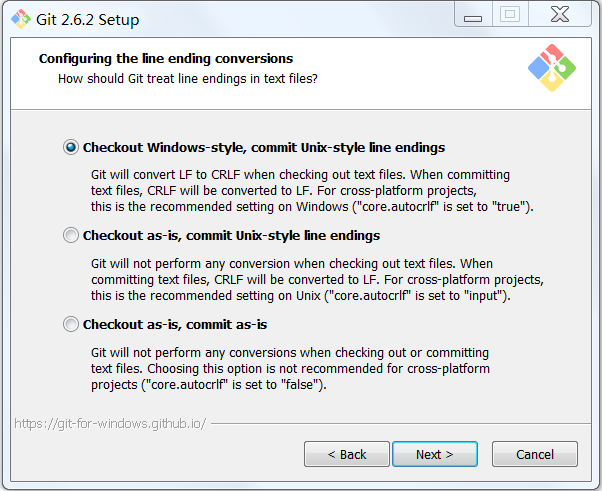 Git 2.6.2 Setup
Configuring the line ending conversions
How should Git treat line endings in text files?
Checkout Windows-style, commit Unix-style line endings
Git will convert LF to CRLF when checking out text files. When committing
text files, CRLF will be converted to LF. For cross-platform projects,
this is the recommended setting on Windows ("core.autocrlf" is set to "true").
Checkout as-is, commit Unix-style line endings
Git will not perform any conversion when checking out text files. When
committing text files, CRLF will be converted to LF. For cross-platform projects,
this is the recommended setting on Unix ("core.autocrlf" is set to "input").
Checkout as-is, commit as-is
Git will not perform any conversions when checking out or committing
text files. Choosing this option is not recommended for cross-platform
projects ("core.autocrlf" is set to "false").
https://git-for-windows.github.io/
< Back Next > Cancel